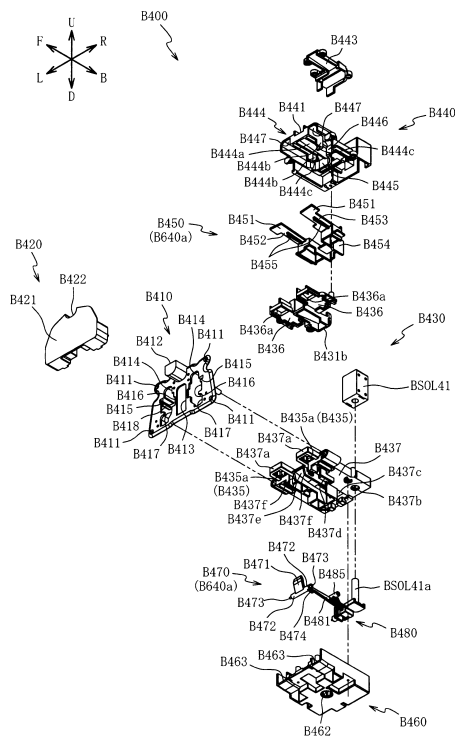 B400
U
F
R
L
B
D
B443
B441
B447
B444
B446
B440
B447
B444a
B444c
B444b
B444b
B445
B444c
B451
B451
B453
B450
(B640a)
B452
B454
B455
B420
B422
B421
B410
B436a
B414
B436
B412
B411
B436a
B430
B436
B431b
B414
B415
BSOL41
B411
B416
B416
B435a (B435)
B415
B411
B437a
B437
B418
B417
B437a
B411
B413
B437c
B417
B435a
(B435)
B437b
B437f
B437f
B437d
B437e
B472
B473
B471
B485
B470
(B640a)
BSOL41a
B473
B481
B472
B474
B480
B463
B463
B462
B460